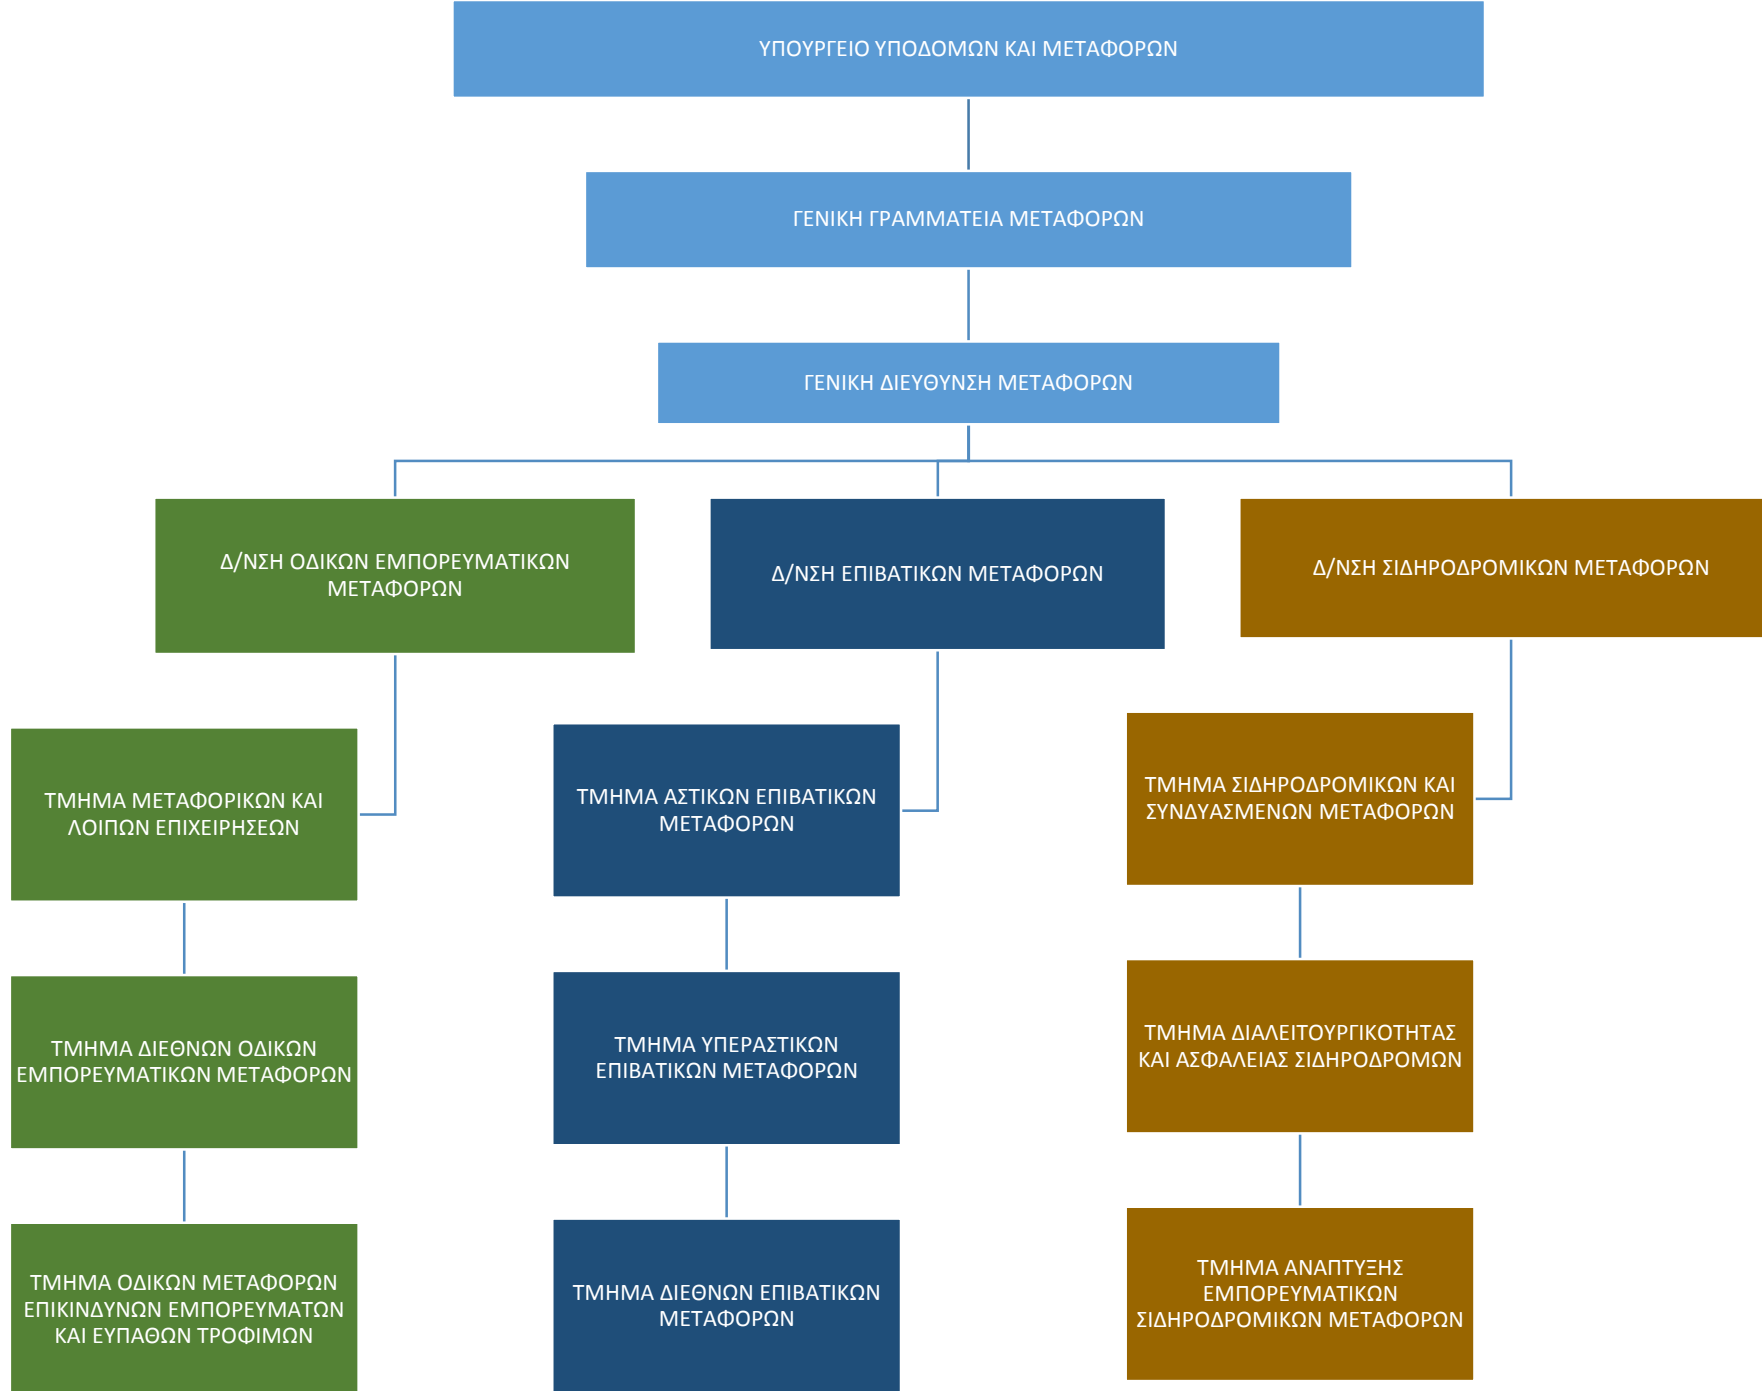 ΥΠΟΥΡΓΕΙΟ ΥΠΟΔΟΜΩΝ ΚΑΙ ΜΕΤΑΦΟΡΩΝ
ΓΕΝΙΚΗ ΓΡΑΜΜΑΤΕΙΑ ΜΕΤΑΦΟΡΩΝ
ΓΕΝΙΚΗ ΔΙΕΥΘΥΝΣΗ ΜΕΤΑΦΟΡΩΝ
Δ/ΝΣΗ ΟΔΙΚΩΝ ΕΜΠΟΡΕΥΜΑΤΙΚΩΝ
ΜΕΤΑΦΟΡΩΝ
Δ/ΝΣΗ ΕΠΙΒΑΤΙΚΩΝ ΜΕΤΑΦΟΡΩΝ
Δ/ΝΣΗ ΣΙΔΗΡΟΔΡΟΜΙΚΩΝ ΜΕΤΑΦΟΡΩΝ
ΤΜΗΜΑ ΜΕΤΑΦΟΡΙΚΩΝ ΚΑΙ
ΛΟΙΠΩΝ ΕΠΙΧΕΙΡΗΣΕΩΝ
ΤΜΗΜΑ ΑΣΤΙΚΩΝ ΕΠΙΒΑΤΙΚΩΝ
ΜΕΤΑΦΟΡΩΝ
ΤΜΗΜΑ ΣΙΔΗΡΟΔΡΟΜΙΚΩΝ ΚΑΙ
ΣΥΝΔΥΑΣΜΕΝΩΝ ΜΕΤΑΦΟΡΩΝ
ΤΜΗΜΑ ΔΙΕΘΝΩΝ ΟΔΙΚΩΝ
ΕΜΠΟΡΕΥΜΑΤΙΚΩΝ ΜΕΤΑΦΟΡΩΝ
ΤΜΗΜΑ ΥΠΕΡΑΣΤΙΚΩΝ
ΕΠΙΒΑΤΙΚΩΝ ΜΕΤΑΦΟΡΩΝ
ΤΜΗΜΑ ΔΙΑΛΕΙΤΟΥΡΓΙΚΟΤΗΤΑΣ
ΚΑΙ ΑΣΦΑΛΕΙΑΣ ΣΙΔΗΡΟΔΡΟΜΩΝ
ΤΜΗΜΑ ΟΔΙΚΩΝ ΜΕΤΑΦΟΡΩΝ
ΕΠΙΚΙΝΔΥΝΩΝ ΕΜΠΟΡΕΥΜΑΤΩΝ
ΚΑΙ ΕΥΠΑΘΩΝ ΤΡΟΦΙΜΩΝ
ΤΜΗΜΑ ΔΙΕΘΝΩΝ ΕΠΙΒΑΤΙΚΩΝ
ΜΕΤΑΦΟΡΩΝ
ΤΜΗΜΑ ΑΝΑΠΤΥΞΗΣ
ΕΜΠΟΡΕΥΜΑΤΙΚΩΝ
ΣΙΔΗΡΟΔΡΟΜΙΚΩΝ ΜΕΤΑΦΟΡΩΝ